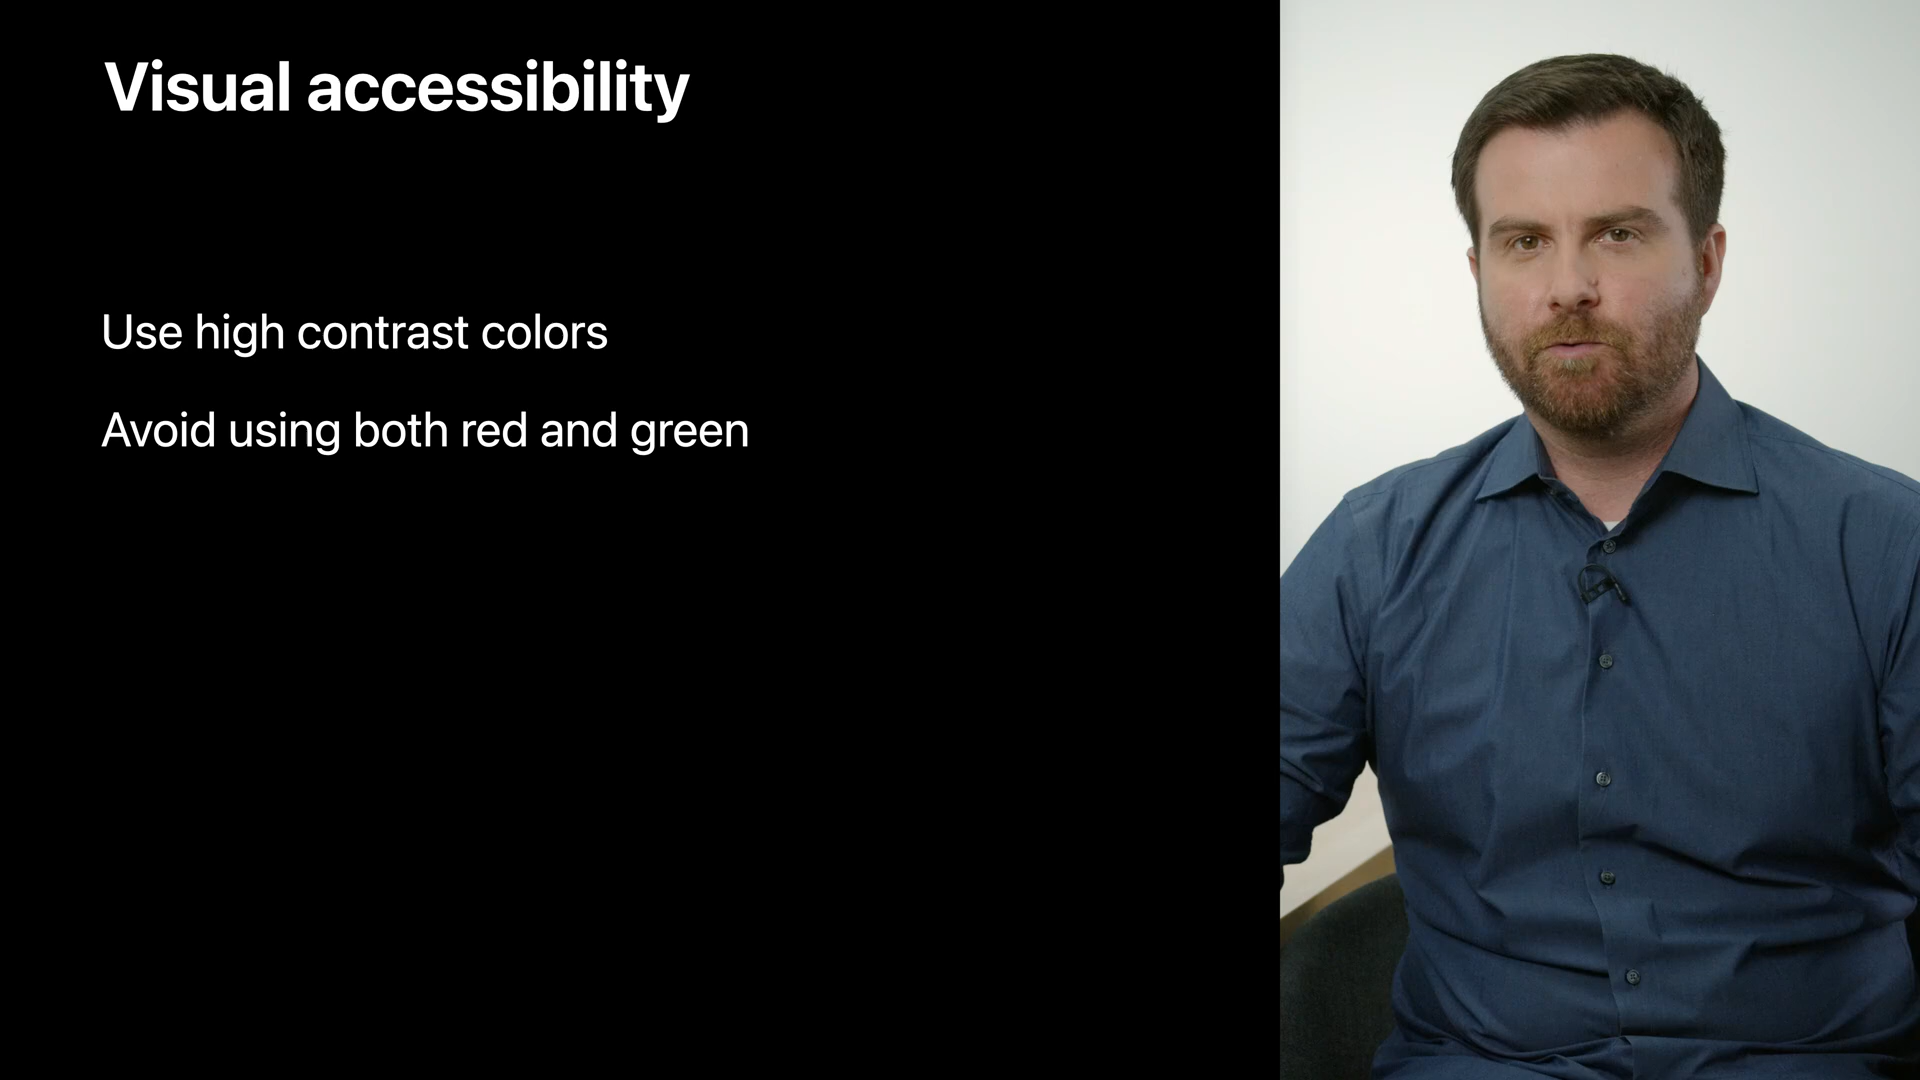 Visual accessibility
Use high contrast colors
Avoid using both red and green